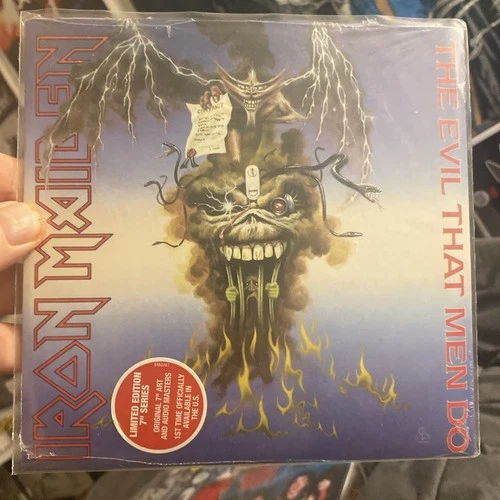 IRON MAIDEN
THE EVIL THAT MEN DO
CONTRACT
LIMITED EDITION
7" SERIES
ORIGINAL 7" ART
AND AUDIO MASTERS
1ST TIME OFFICIALLY
AVAILABLE IN
THE U.S.